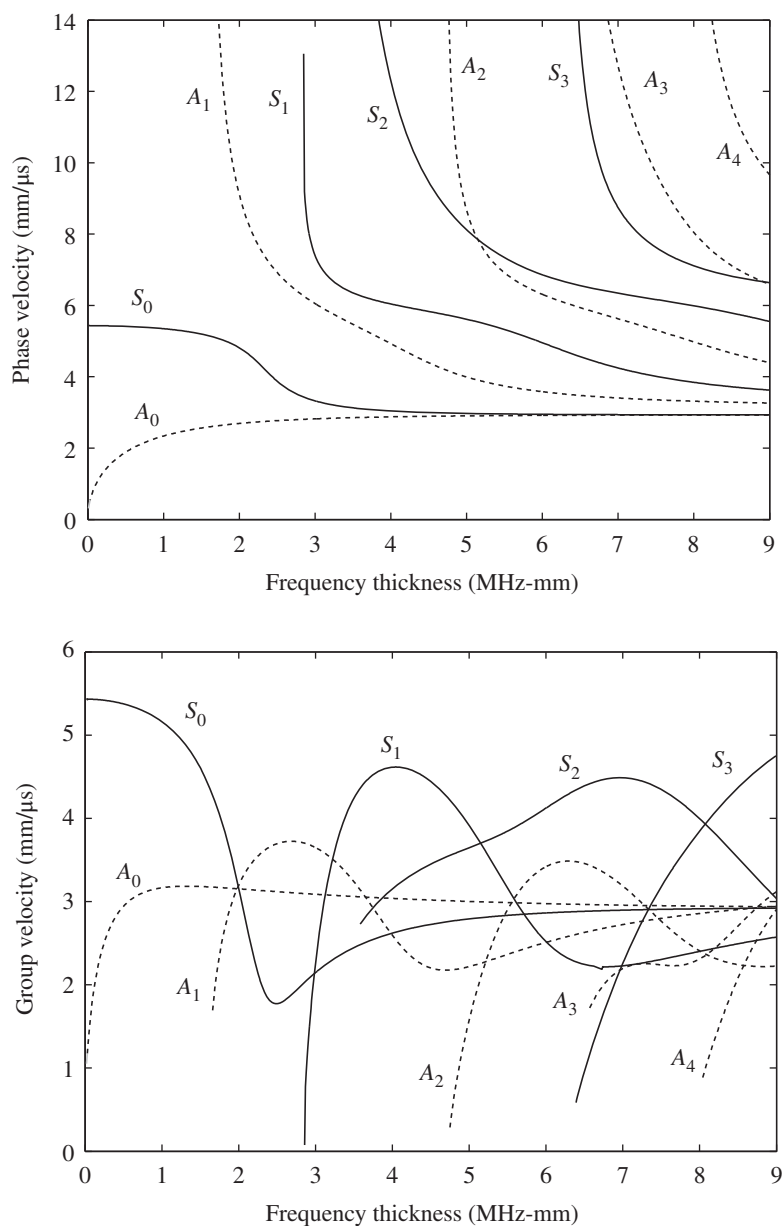 14
12
10
8
6
4
2
0
Phase velocity (mm/μs)
A1
S1
S2
A2
S3
A3
A4
S0
A0
0 1 2 3 4 5 6 7 8 9
Frequency thickness (MHz-mm)
6
5
4
3
2
1
0
Group velocity (mm/μs)
S0
S1
S2
S3
A0
A1
A2
A3
A4
0 1 2 3 4 5 6 7 8 9
Frequency thickness (MHz-mm)